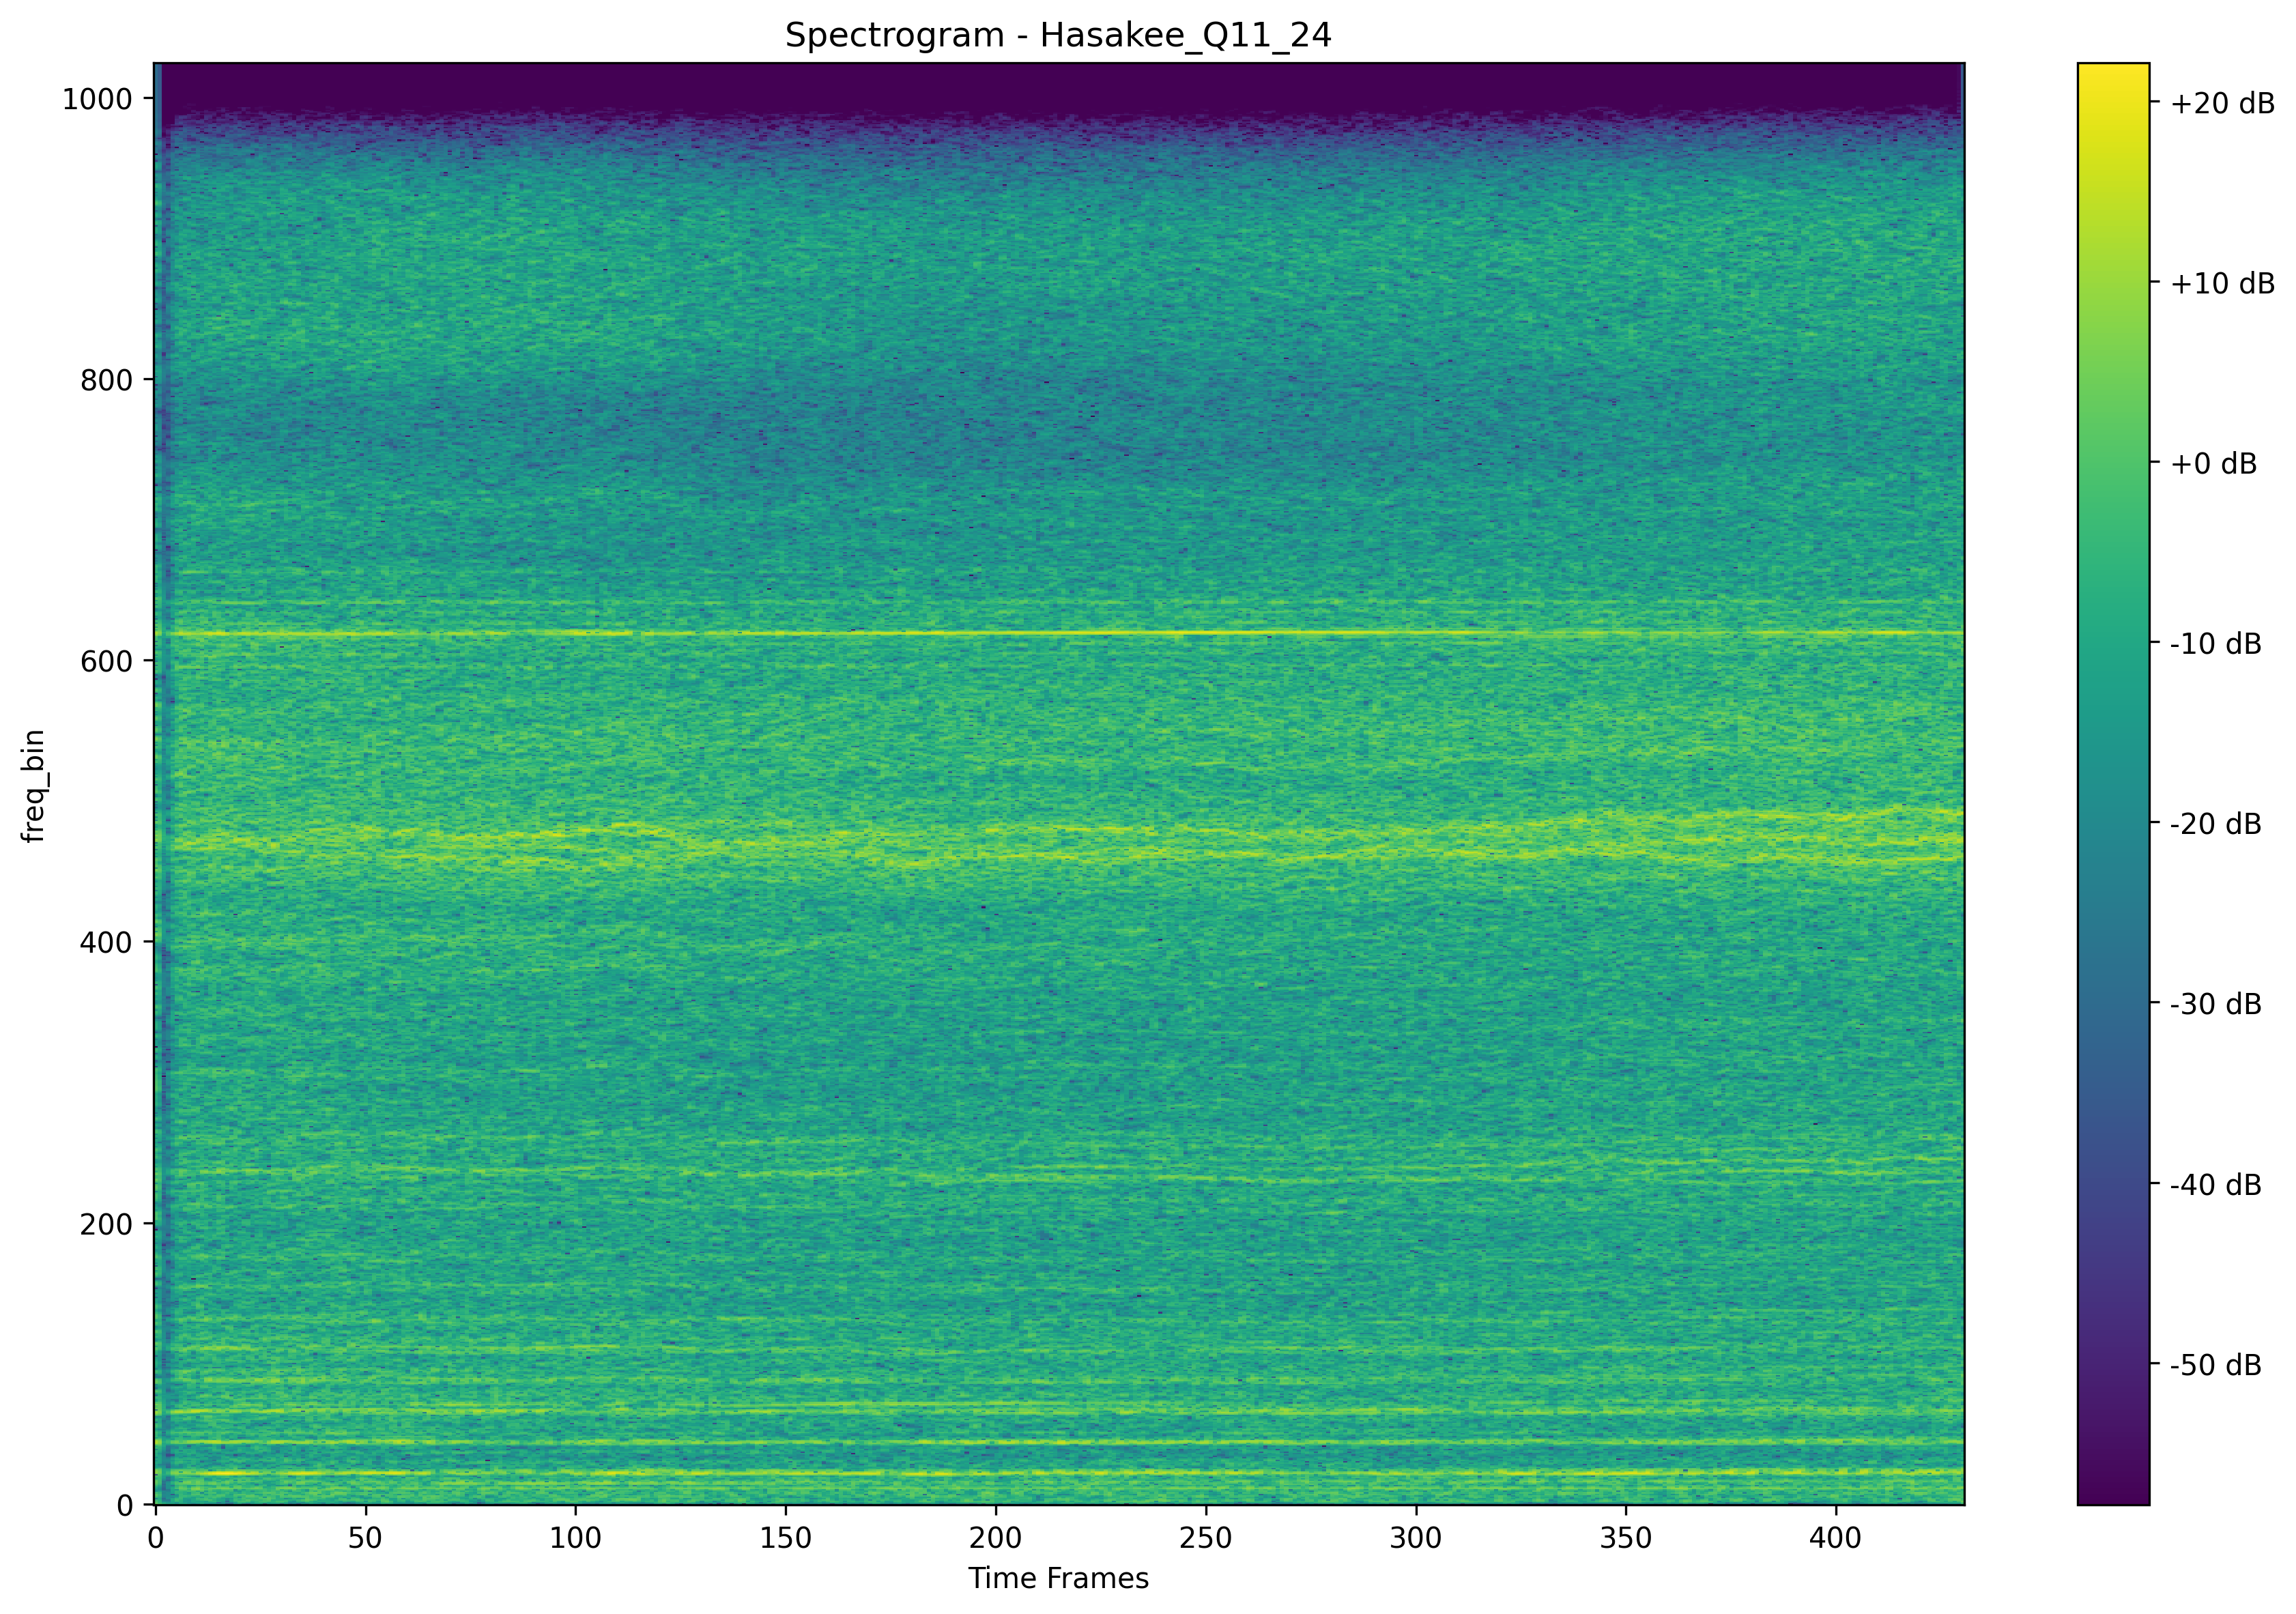 Spectrogram - Hasakee_Q11_24
1000
800
600
400
200
0
freq_bin
0 50 100 150 200 250 300 350 400
Time Frames
+20 dB
+10 dB
+0 dB
-10 dB
-20 dB
-30 dB
-40 dB
-50 dB